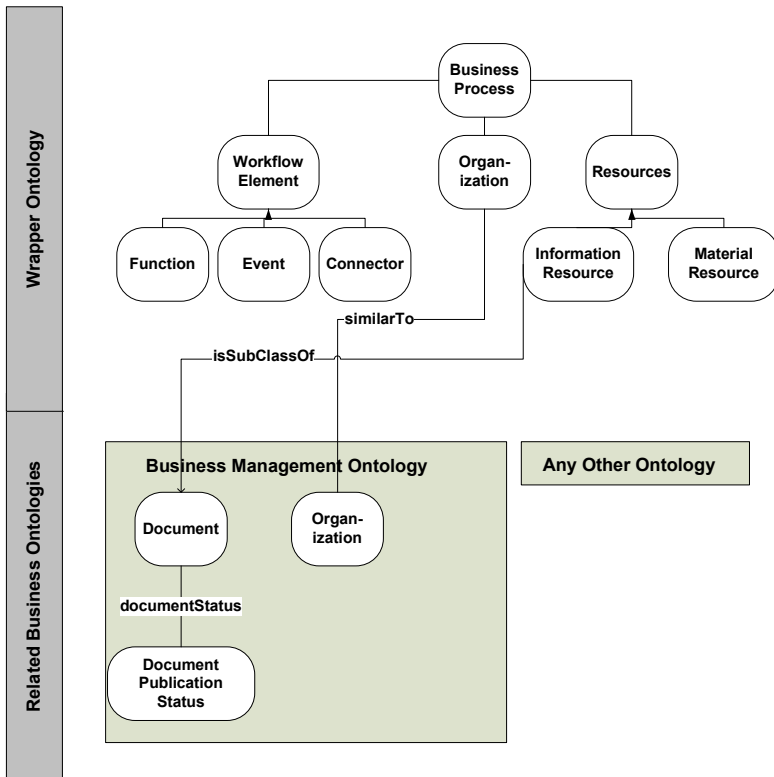 Wrapper Ontology
Business
Process
Workflow
Element
Organ-
ization
Resources
Function
Event
Connector
Information
Resource
Material
Resource
similarTo
isSubClassOf
Related Business Ontologies
Business Management Ontology
Any Other Ontology
Document
Organ-
ization
documentStatus
Document
Publication
Status